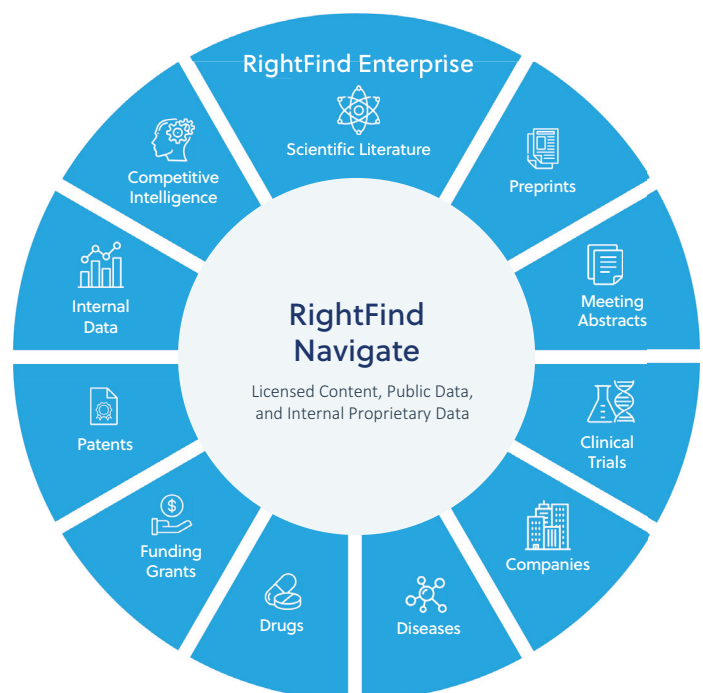 RightFind Enterprise
Scientific Literature
Preprints
Meeting
Abstracts
Clinical
Trials
Companies
Diseases
Drugs
Funding
Grants
Patents
Internal
Data
Competitive
Intelligence
RightFind
Navigate
Licensed Content, Public Data,
and Internal Proprietary Data
$